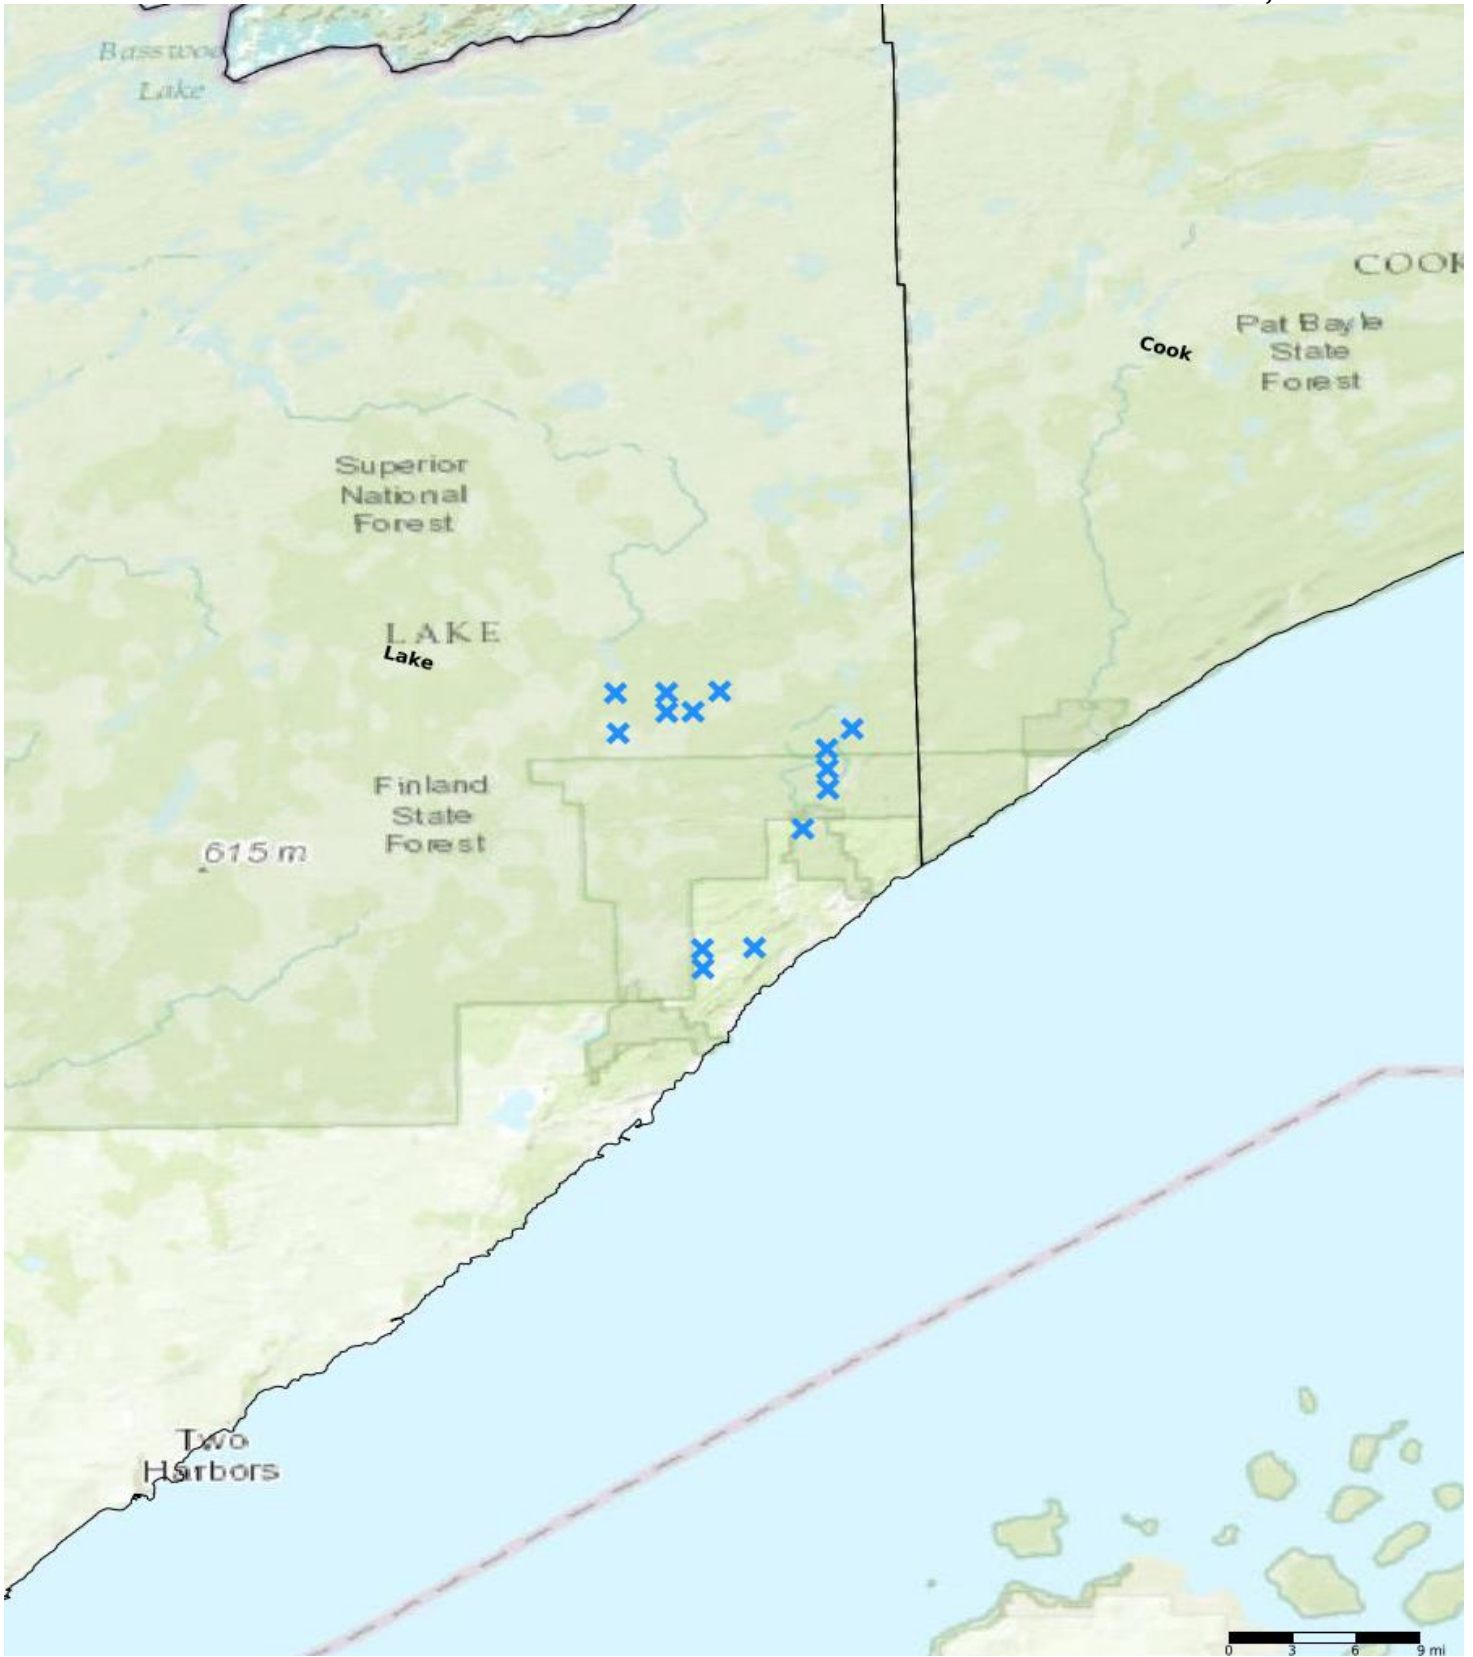 Basswoo
Lake
COOK
Pat Bayle
State
Forest
Cook
Superior
National
Forest
LAKE
Lake
Finland
State
Forest
615 m
Two
Harbors
0 3 6 9 mi